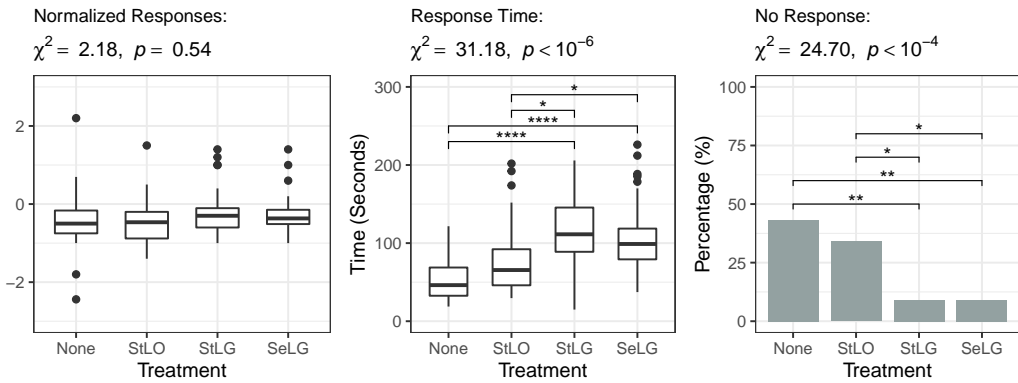 Normalized Responses:
χ² = 2.18, p = 0.54
2
0
−2
None StLO StLG SeLG
Treatment
Response Time:
χ² = 31.18, p < 10⁻⁶
Time (Seconds)
300
200
100
0
*
*
****
****
None StLO StLG SeLG
Treatment
No Response:
χ² = 24.70, p < 10⁻⁴
Percentage (%)
100
75
50
25
0
*
*
**
**
None StLO StLG SeLG
Treatment